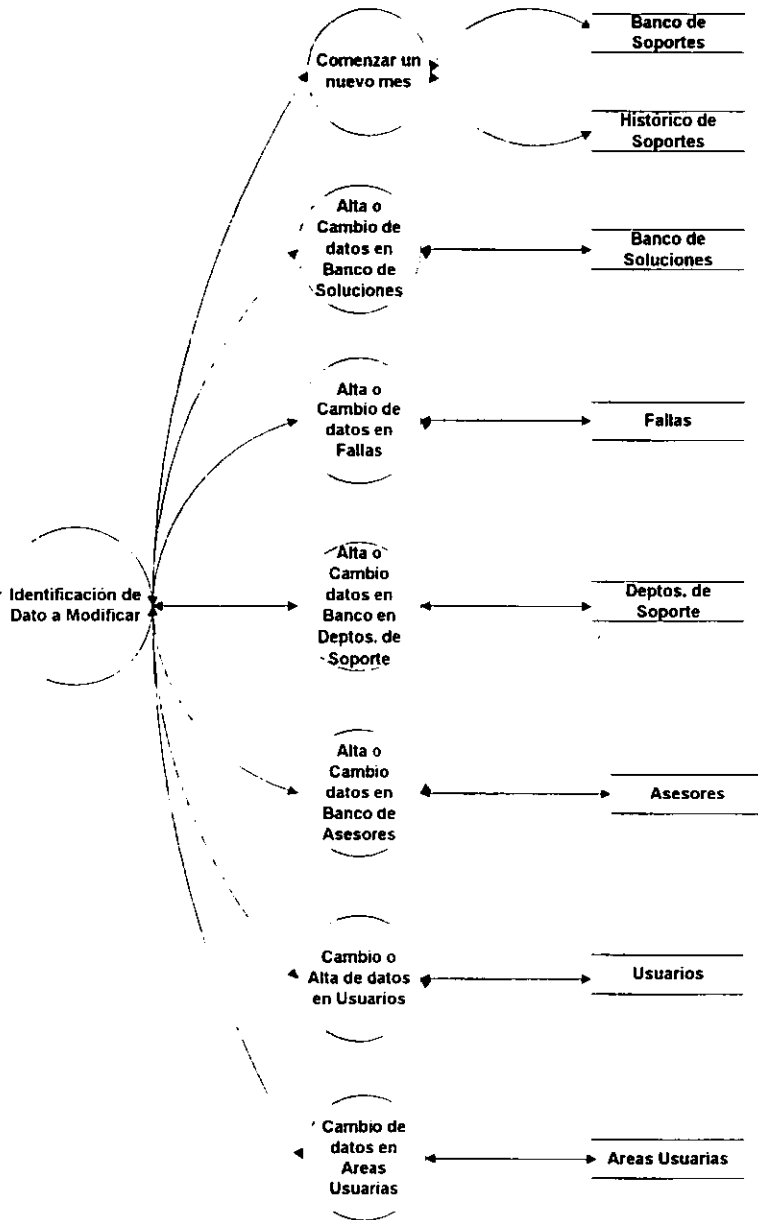 Comenzar un
nuevo mes
Banco de
Soportes
Histórico de
Soportes
Alta o
Cambio de
datos en
Banco de
Soluciones
Banco de
Soluciones
Alta o
Cambio de
datos en
Fallas
Fallas
Identificación de
Dato a Modificar
Alta o
Cambio
datos en
Banco en
Deptos. de
Soporte
Deptos. de
Soporte
Alta o
Cambio
datos en
Banco de
Asesores
Asesores
Cambio o
Alta de datos
en Usuarios
Usuarios
Cambio de
datos en
Areas
Usuarias
Areas Usuarias